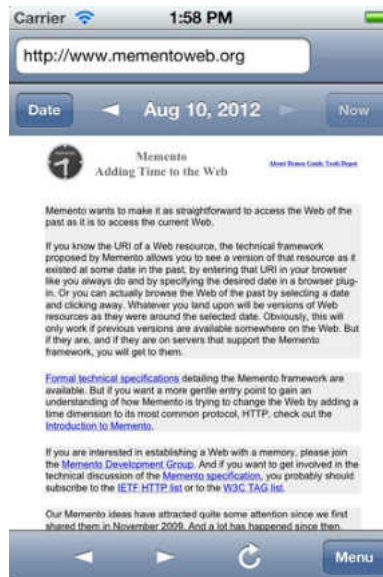 Carrier 1:58 PM
http://www.mementoweb.org
Date Aug 10, 2012 Now
Memento
Adding Time to the Web
About Demos Guide Tools Depot
Memento wants to make it as straightforward to access the Web of the
past as it is to access the current Web.
If you know the URI of a Web resource, the technical framework
proposed by Memento allows you to see a version of that resource as it
existed at some date in the past, by entering that URI in your browser
like you always do and by specifying the desired date in a browser plug-
in. Or you can actually browse the Web of the past by selecting a date
and clicking away. Whatever you land upon will be versions of Web
resources as they were around the selected date. Obviously, this will
only work if previous versions are available somewhere on the Web. But
if they are, and if they are on servers that support the Memento
framework, you will get to them.
Formal technical specifications detailing the Memento framework are
available. But if you want a more gentle entry point to gain an
understanding of how Memento is trying to change the Web by adding a
time dimension to its most common protocol, HTTP, check out the
Introduction to Memento.
If you are interested in establishing a Web with a memory, please join
the Memento Development Group. And if you want to get involved in the
technical discussion of the Memento specification, you probably should
subscribe to the IETF HTTP list or to the W3C TAG list.
Our Memento ideas have attracted quite some attention since we first
shared them in November 2009. And a lot has happened since then.
Menu